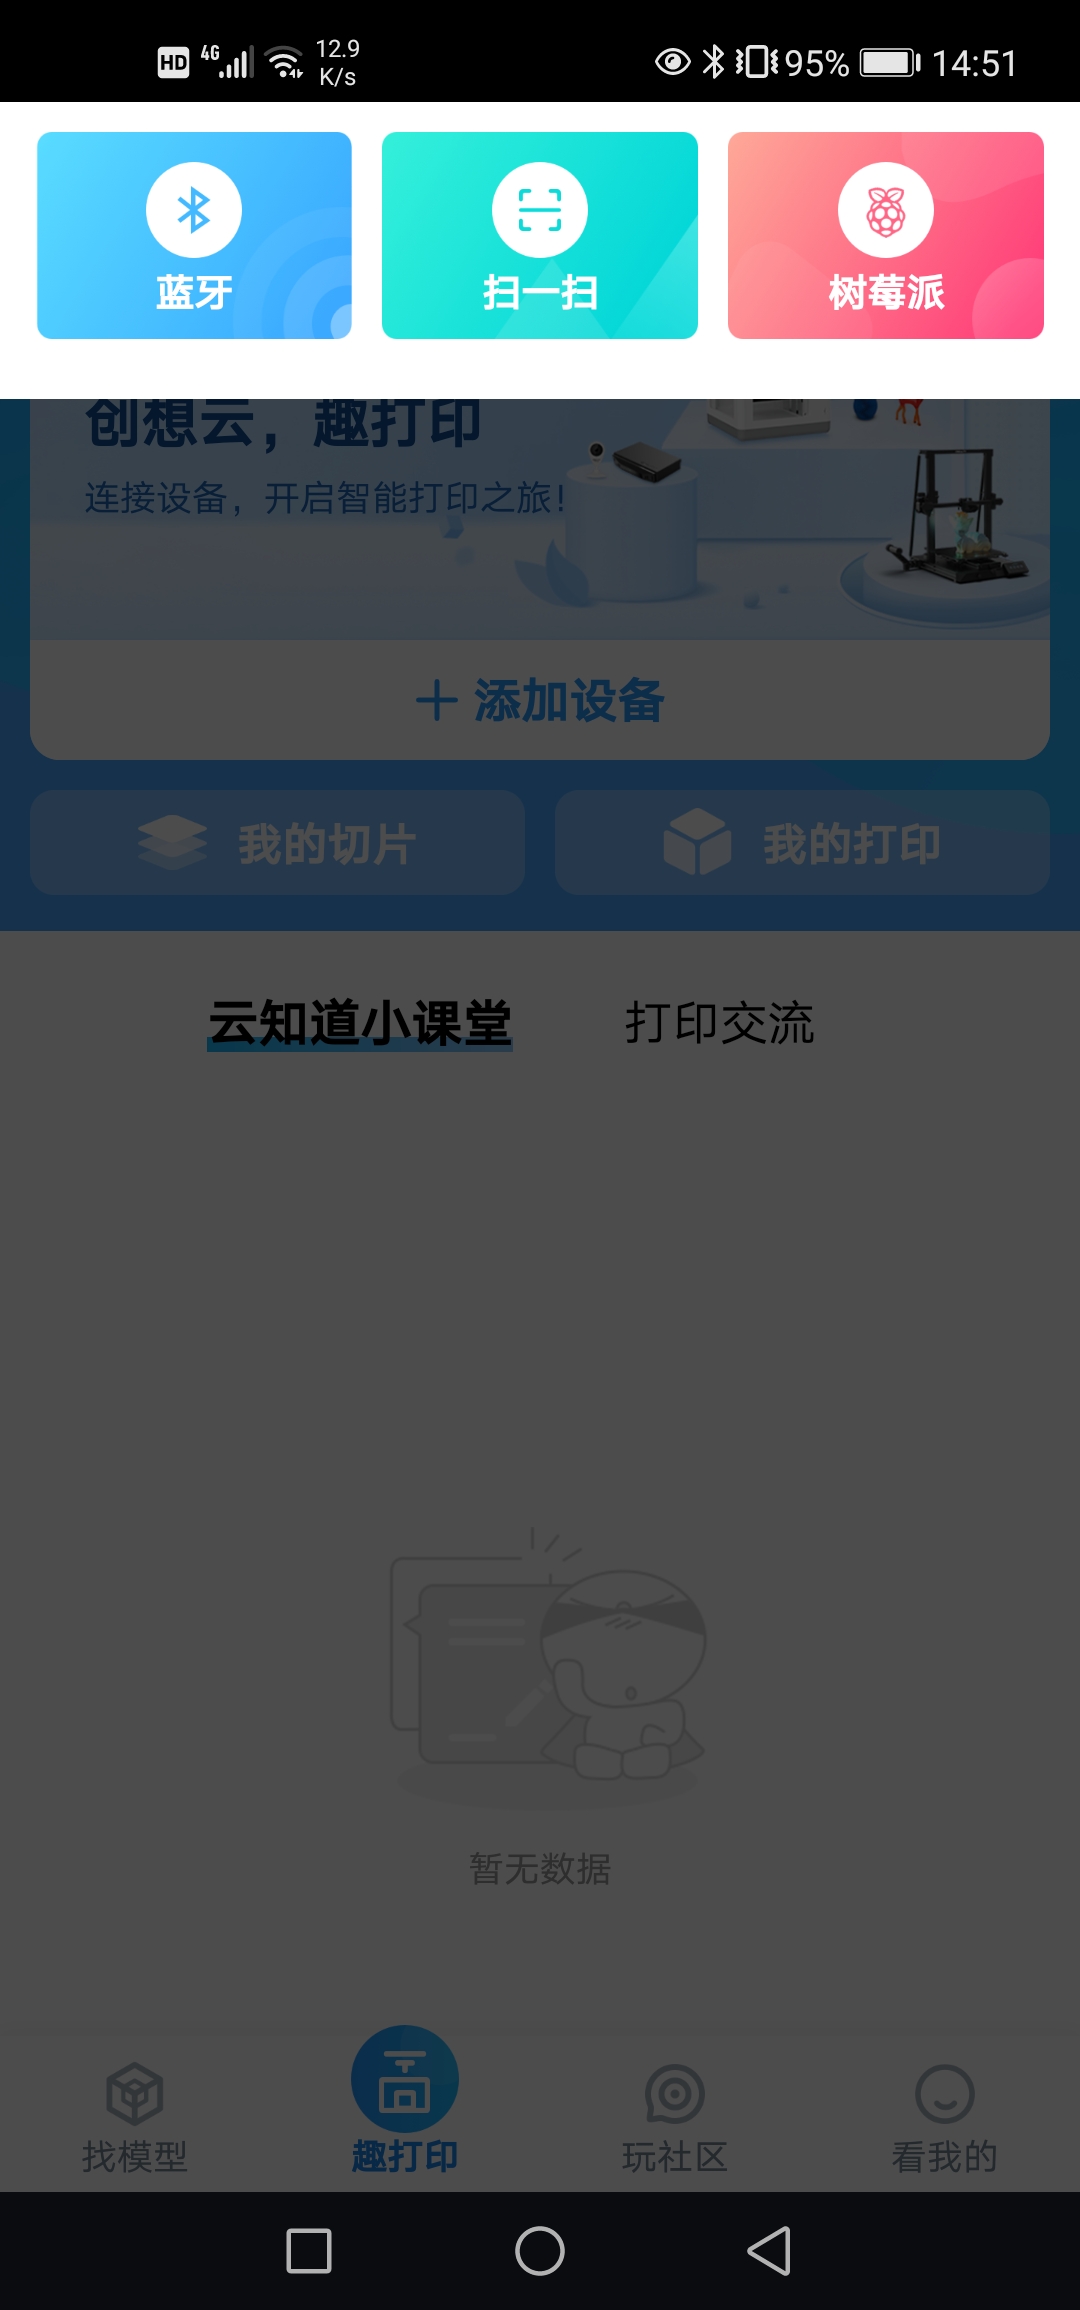 HD 4G 12.9 K/s 95% 14:51
蓝牙 扫一扫 树莓派
创想云，趣打印
连接设备，开启智能打印之旅！
添加设备
我的切片 我的打印
云知道小课堂 打印交流
暂无数据
找模型 趣打印 玩社区 看我的